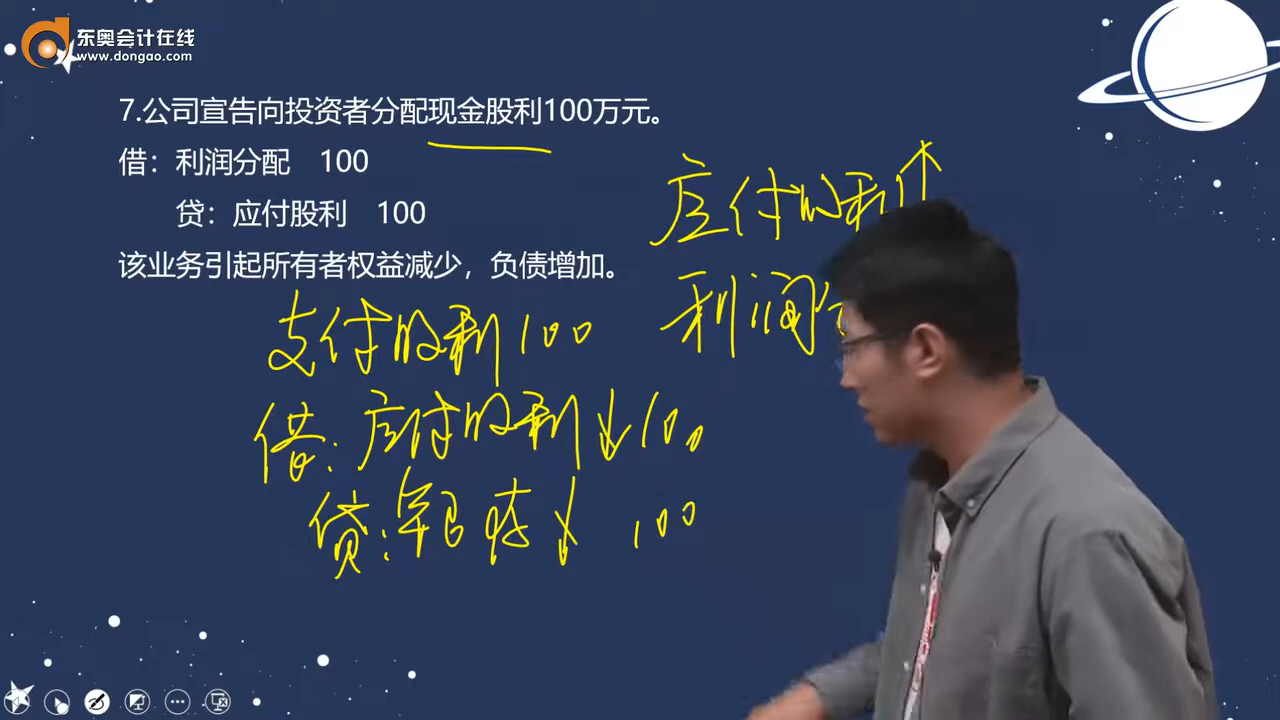 东奥会计在线
www.dongao.com
7.公司宣告向投资者分配现金股利100万元。
借：利润分配 100
贷：应付股利 100
该业务引起所有者权益减少，负债增加。
应付股利↑
利润
支付股利100
借：应付股利↓100
贷：银存↓ 100